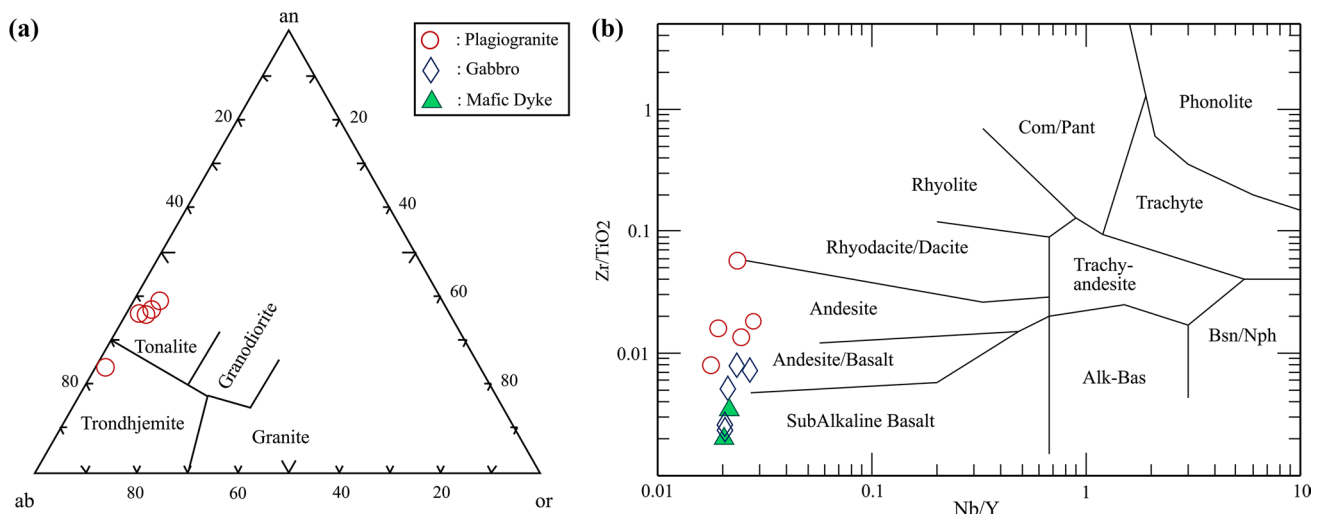 (a)
an
: Plagiogranite
: Gabbro
: Mafic Dyke
20
20
40
40
60
80
80
Tonalite
Granodiorite
Trondhjemite
Granite
ab
80
60
40
20
or
(b)
Zr/TiO2
1
0.1
0.01
Phonolite
Com/Pant
Rhyolite
Trachyte
Rhyodacite/Dacite
Trachy-
andesite
Andesite
Bsn/Nph
Andesite/Basalt
Alk-Bas
SubAlkaline Basalt
0.01
0.1
1
10
Nb/Y